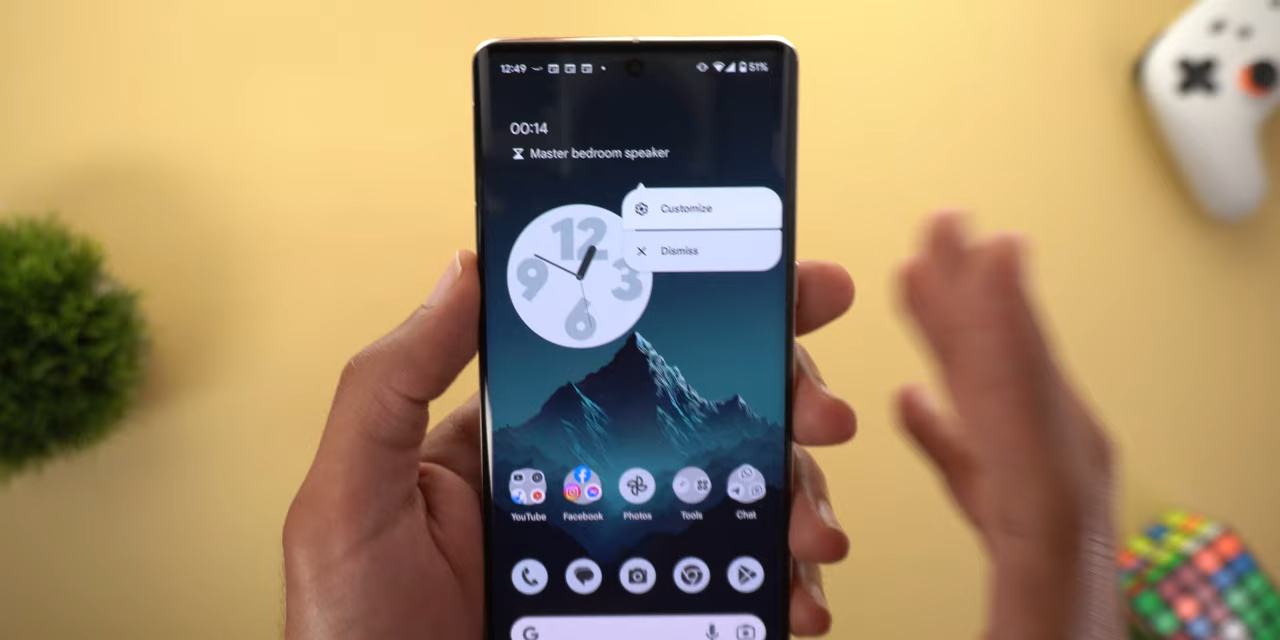 12:49
51%
00:14
Master bedroom speaker
Customize
Dismiss
12
9 3
6
YouTube Facebook Photos Tools Chat
G